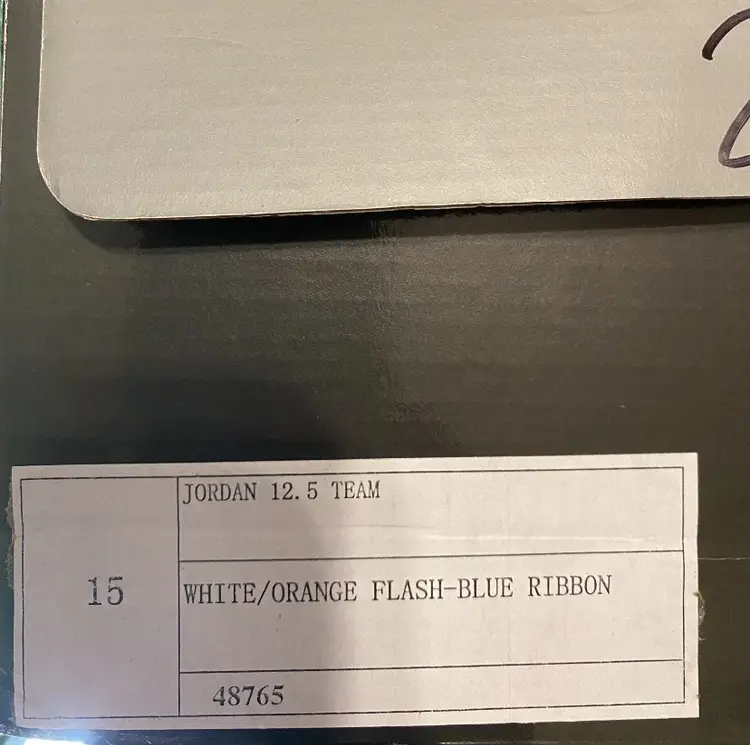 JORDAN 12.5 TEAM
15
WHITE/ORANGE FLASH-BLUE RIBBON
48765